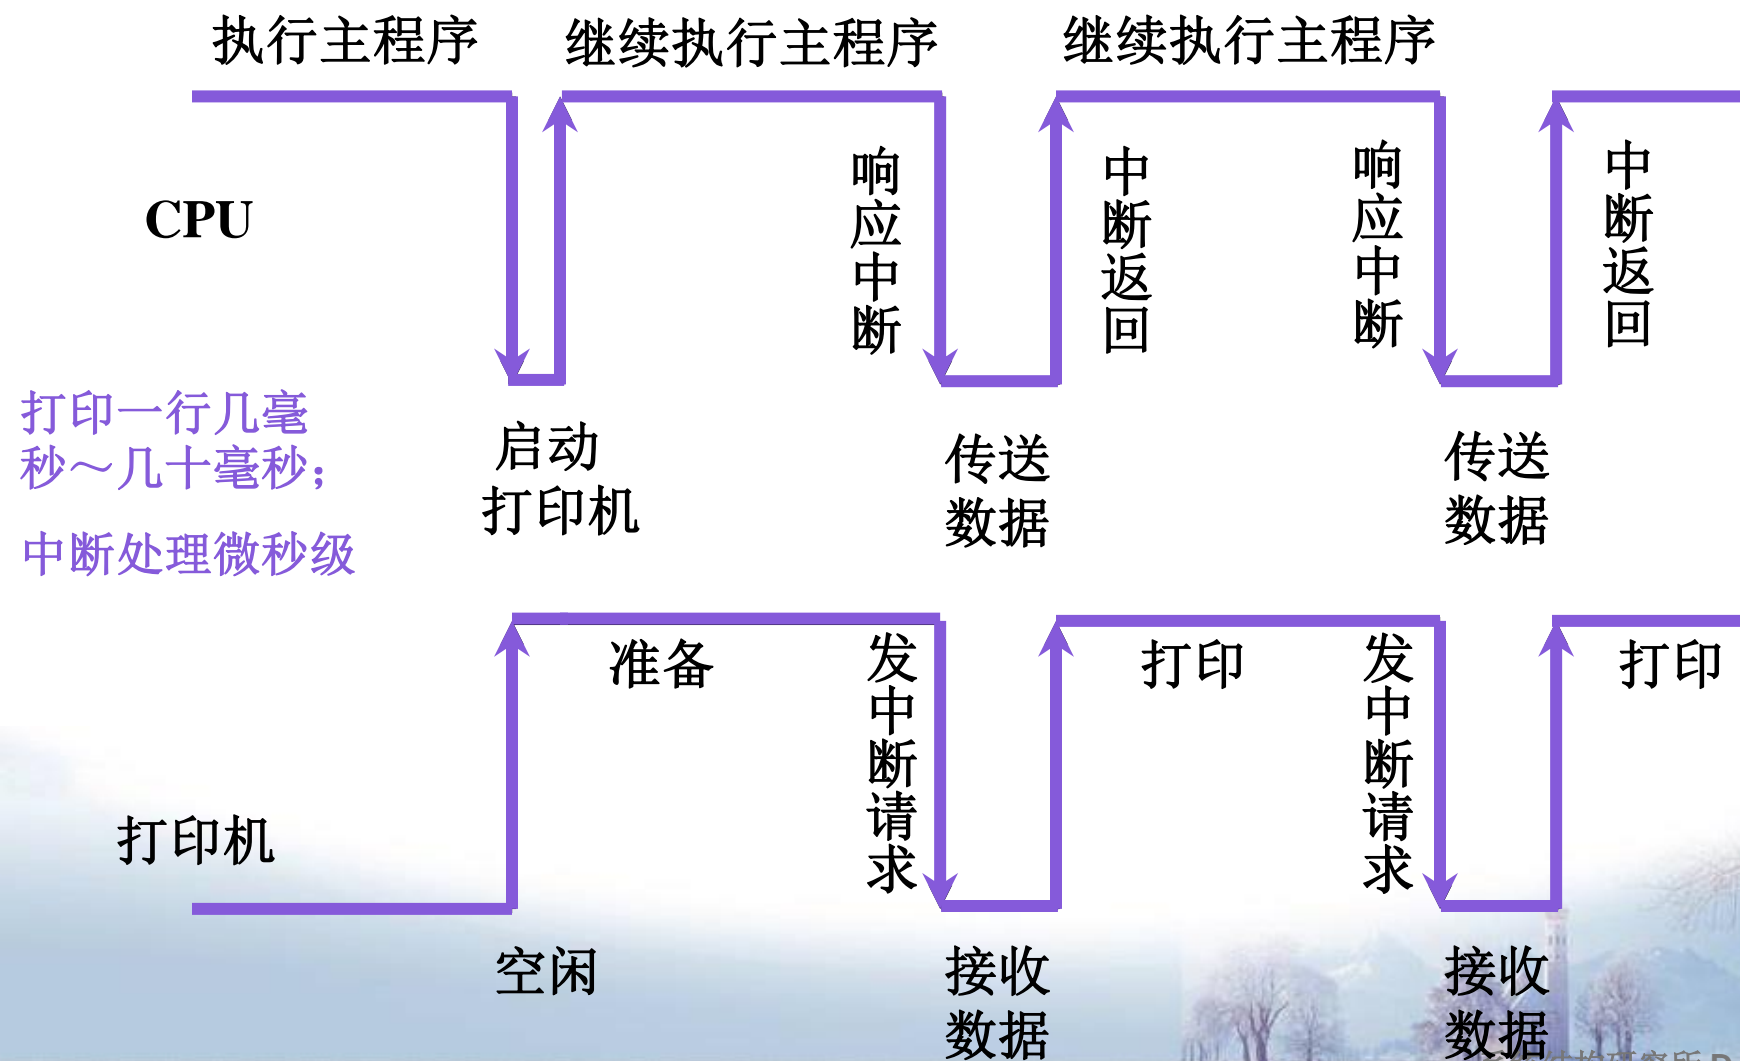 执行主程序
继续执行主程序
继续执行主程序
CPU
响应中断
中断返回
响应中断
中断返回
打印一行几毫
秒～几十毫秒；
中断处理微秒级
启动
打印机
传送
数据
传送
数据
准备
发中断请求
打印
发中断请求
打印
打印机
空闲
接收
数据
接收
数据